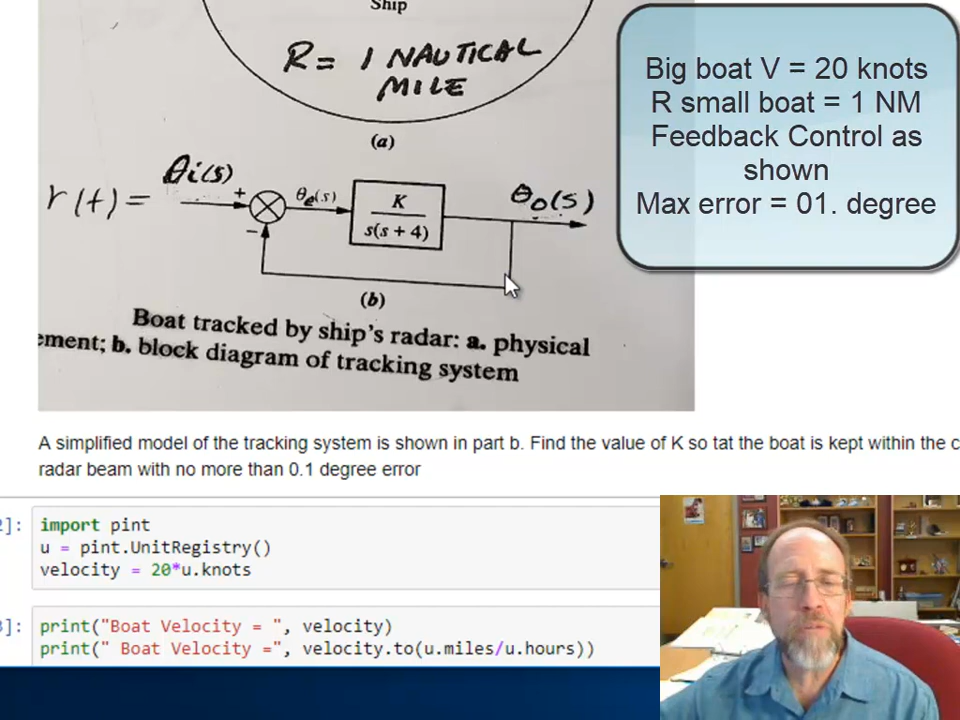 Ship
R = 1 NAUTICAL
MILE
(a)
Big boat V = 20 knots
R small boat = 1 NM
Feedback Control as
shown
Max error = 01. degree
r(t) =
θi(s)
+
θe(s)
K
s(s + 4)
θo(s)
−
(b)
Boat tracked by ship's radar: a. physical
ement; b. block diagram of tracking system
A simplified model of the tracking system is shown in part b. Find the value of K so tat the boat is kept within the c
radar beam with no more than 0.1 degree error
2]:
import pint
u = pint.UnitRegistry()
velocity = 20*u.knots
3]:
print("Boat Velocity = ", velocity)
print(" Boat Velocity =", velocity.to(u.miles/u.hours))